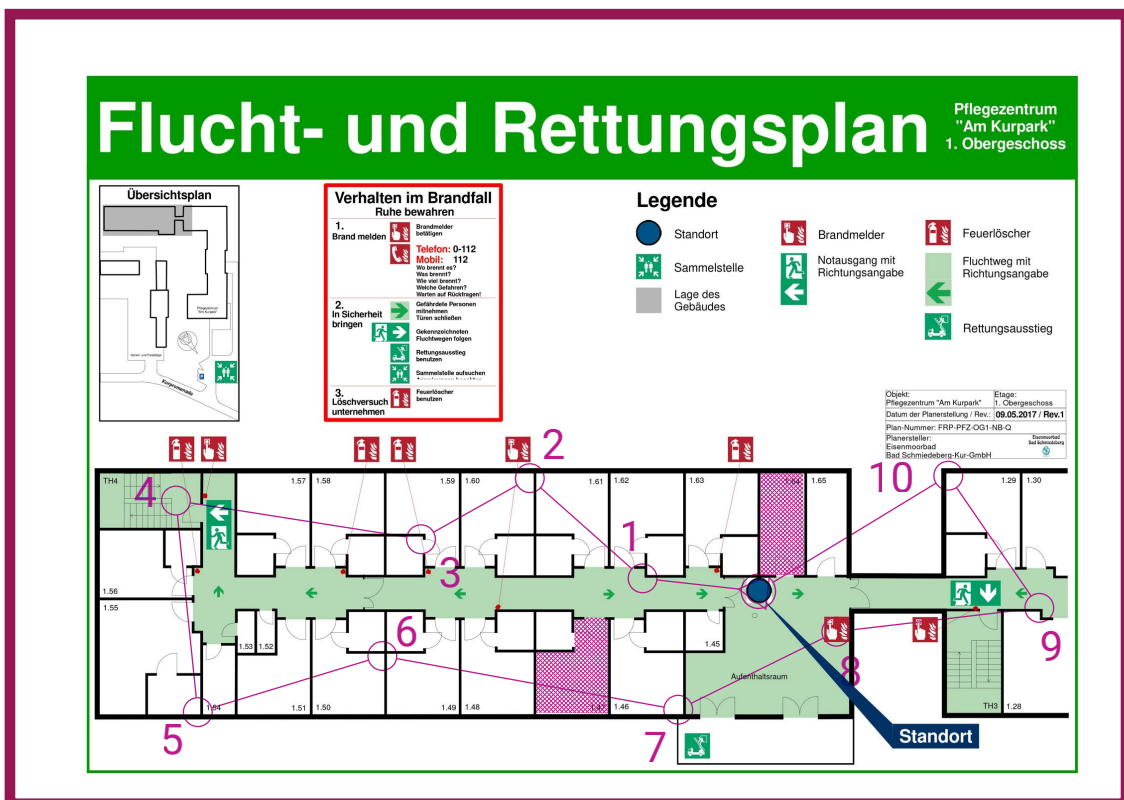 Flucht- und Rettungsplan
Pflegezentrum
"Am Kurpark"
1. Obergeschoss
Übersichtsplan
Pflegezentrum
"Am Kurpark"
Kurpromenade
Verhalten im Brandfall
Ruhe bewahren
1.
Brand melden
Brandmelder
betätigen
Telefon: 0-112
Mobil: 112
Wo brennt es?
Was brennt?
Wie viel brennt?
Welche Gefahren?
Warten auf Rückfragen!
2.
In Sicherheit
bringen
Gefährdete Personen
mitnehmen
Türen schließen
Gekennzeichneten
Fluchtwegen folgen
Rettungsausstieg
benutzen
Sammelstelle aufsuchen
3.
Löschversuch
unternehmen
Feuerlöscher
benutzen
Legende
Standort
Sammelstelle
Lage des
Gebäudes
Brandmelder
Notausgang mit
Richtungsangabe
Feuerlöscher
Fluchtweg mit
Richtungsangabe
Rettungsausstieg
Objekt:
Pflegezentrum "Am Kurpark"
Etage:
1. Obergeschoss
Datum der Planerstellung / Rev.: 09.05.2017 / Rev.1
Plan-Nummer: FRP-PFZ-OG1-NB-Q
Planersteller:
Eisenmoorbad
Bad Schmiedeberg-Kur-GmbH
Eisenmoorbad
Bad Schmiedeberg
2
10
TH4
4
1.57
1.58
1.59
1.60
1.61
1.62
1.63
1.64
1.65
1.29
1.30
1
3
1.56
1.55
1.53
1.52
6
1.45
8
9
Aufenthaltsraum
1.54
1.51
1.50
1.49
1.48
1.47
1.46
TH3
1.28
5
7
Standort